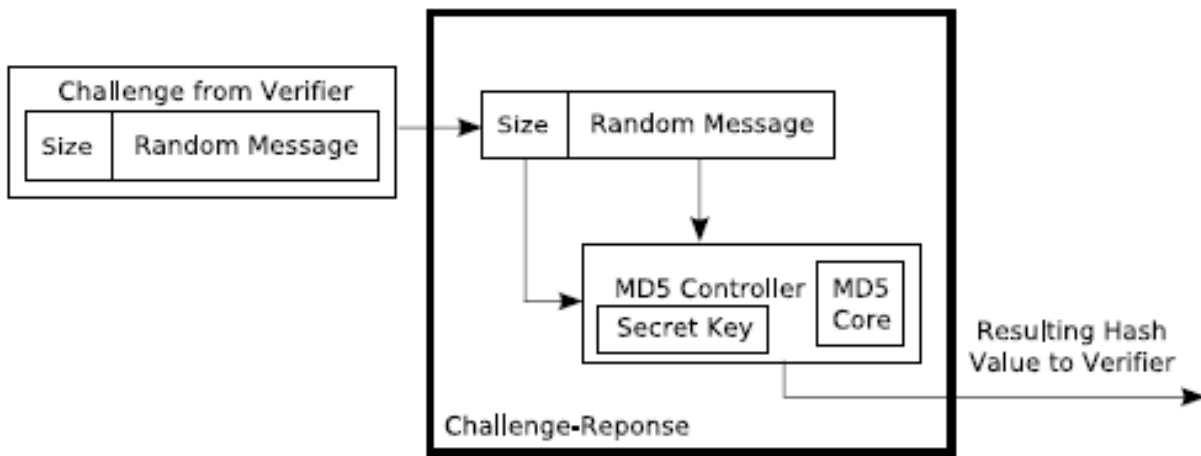 Challenge from Verifier
Size
Random Message
Size
Random Message
MD5 Controller
MD5
Core
Secret Key
Resulting Hash
Value to Verifier
Challenge-Reponse